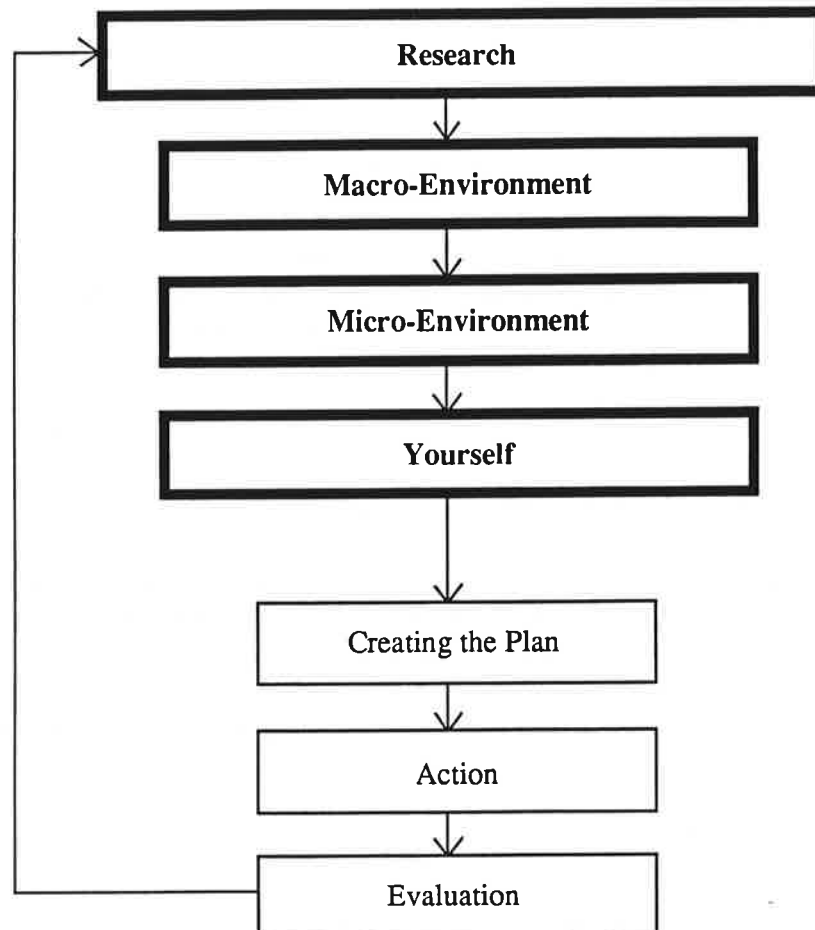 Research
Macro-Environment
Micro-Environment
Yourself
Creating the Plan
Action
Evaluation